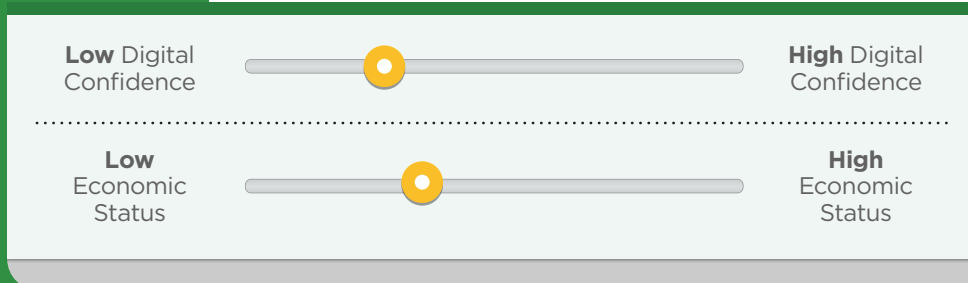 Low Digital
Confidence
High Digital
Confidence
Low
Economic
Status
High
Economic
Status